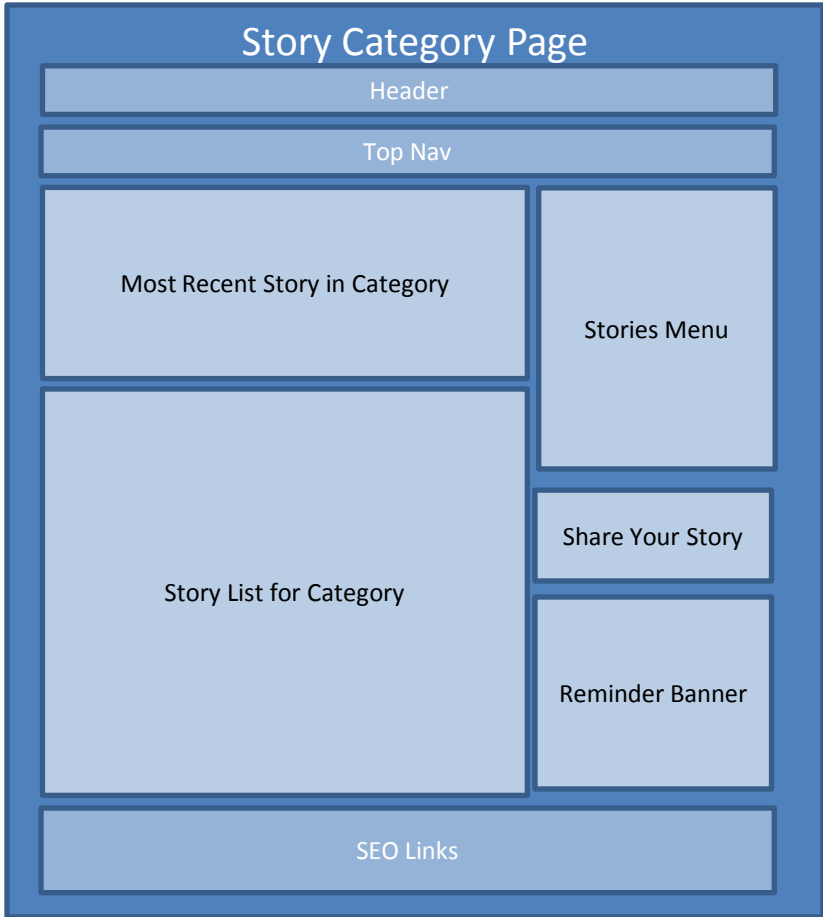 Story Category Page
Header
Top Nav
Most Recent Story in Category
Stories Menu
Share Your Story
Story List for Category
Reminder Banner
SEO Links